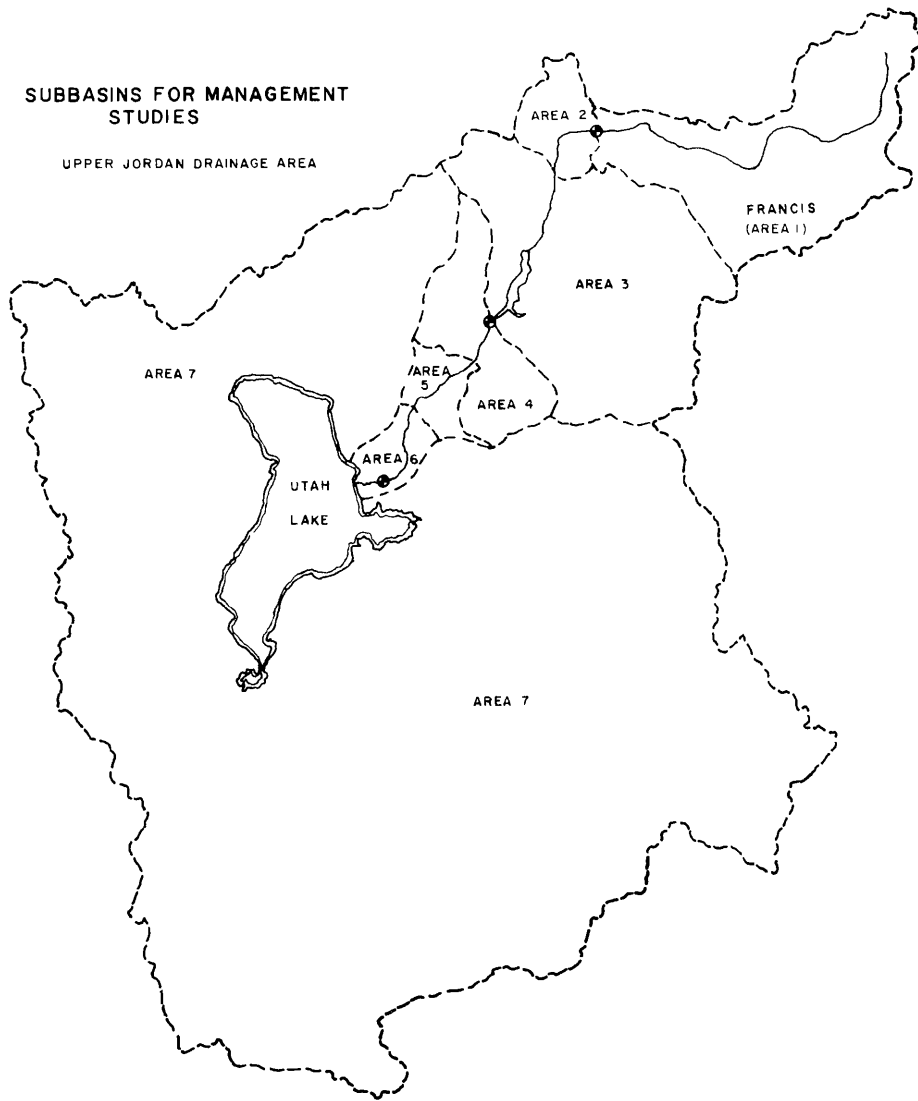 SUBBASINS FOR MANAGEMENT
STUDIES
UPPER JORDAN DRAINAGE AREA
AREA 2
FRANCIS
(AREA 1)
AREA 3
AREA 7
AREA
5
AREA 4
AREA 6
UTAH
LAKE
AREA 7